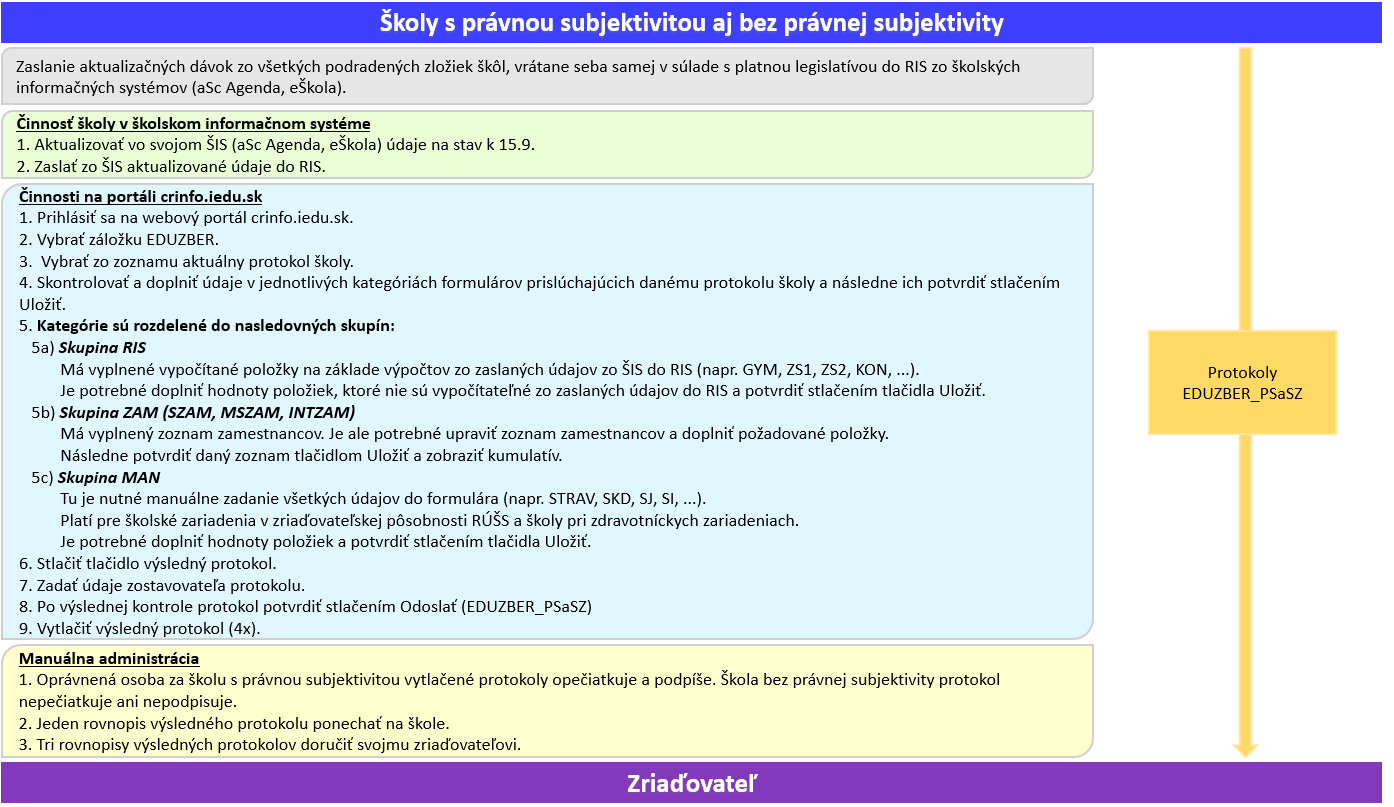 Školy s právnou subjektivitou aj bez právnej subjektivity
Zaslanie aktualizačných dávok zo všetkých podradených zložiek škôl, vrátane seba samej v súlade s platnou legislatívou do RIS zo školských
informačných systémov (aSc Agenda, eŠkola).
Činnosť školy v školskom informačnom systéme
1. Aktualizovať vo svojom ŠIS (aSc Agenda, eŠkola) údaje na stav k 15.9.
2. Zaslať zo ŠIS aktualizované údaje do RIS.
Činnosti na portáli crinfo.iedu.sk
1. Prihlásiť sa na webový portál crinfo.iedu.sk.
2. Vybrať záložku EDUZBER.
3. Vybrať zo zoznamu aktuálny protokol školy.
4. Skontrolovať a doplniť údaje v jednotlivých kategóriách formulárov prislúchajúcich danému protokolu školy a následne ich potvrdiť stlačením
Uložiť.
5. Kategórie sú rozdelené do nasledovných skupín:
5a) Skupina RIS
Má vyplnené vypočítané položky na základe výpočtov zo zaslaných údajov zo ŠIS do RIS (napr. GYM, ZS1, ZS2, KON, ...).
Je potrebné doplniť hodnoty položiek, ktoré nie sú vypočítateľné zo zaslaných údajov do RIS a potvrdiť stlačením tlačidla Uložiť.
5b) Skupina ZAM (SZAM, MSZAM, INTZAM)
Má vyplnený zoznam zamestnancov. Je ale potrebné upraviť zoznam zamestnancov a doplniť požadované položky.
Následne potvrdiť daný zoznam tlačidlom Uložiť a zobraziť kumulatív.
5c) Skupina MAN
Tu je nutné manuálne zadanie všetkých údajov do formulára (napr. STRAV, SKD, SJ, SI, ...).
Platí pre školské zariadenia v zriaďovateľskej pôsobnosti RÚŠS a školy pri zdravotníckych zariadeniach.
Je potrebné doplniť hodnoty položiek a potvrdiť stlačením tlačidla Uložiť.
6. Stlačiť tlačidlo výsledný protokol.
7. Zadať údaje zostavovateľa protokolu.
8. Po výslednej kontrole protokol potvrdiť stlačením Odoslať (EDUZBER_PSaSZ)
9. Vytlačiť výsledný protokol (4x).
Protokoly
EDUZBER_PSaSZ
Manuálna administrácia
1. Oprávnená osoba za školu s právnou subjektivitou vytlačené protokoly opečiatkuje a podpíše. Škola bez právnej subjektivity protokol
nepečiatkuje ani nepodpisuje.
2. Jeden rovnopis výsledného protokolu ponechať na škole.
3. Tri rovnopisy výsledných protokolov doručiť svojmu zriaďovateľovi.
Zriaďovateľ